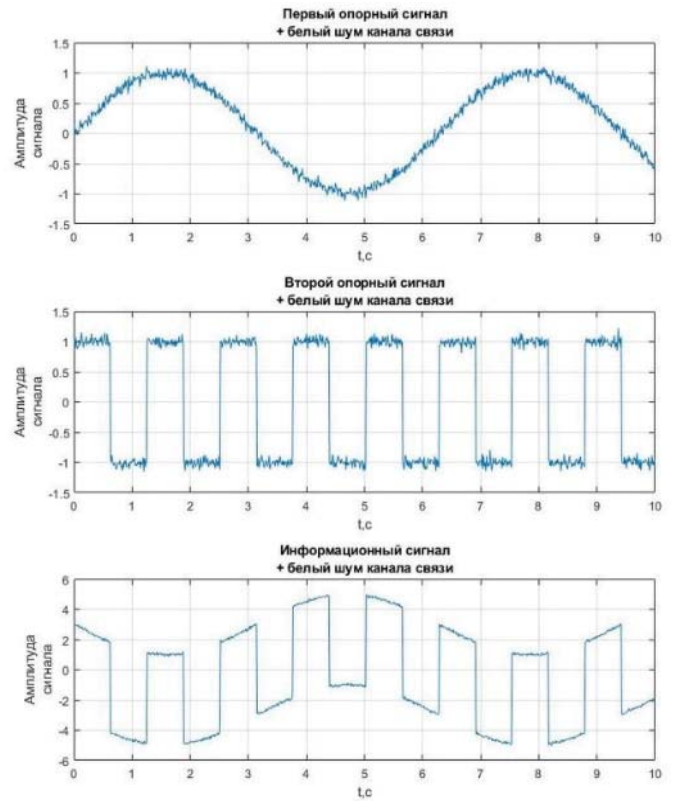 Первый опорный сигнал
+ белый шум канала связи
1.5
1
0.5
0
-0.5
-1
-1.5
Амплитуда
сигнала
0 1 2 3 4 5 6 7 8 9 10
t,c
Второй опорный сигнал
+ белый шум канала связи
1.5
1
0.5
0
-0.5
-1
-1.5
Амплитуда
сигнала
0 1 2 3 4 5 6 7 8 9 10
t,c
Информационный сигнал
+ белый шум канала связи
6
4
2
0
-2
-4
-6
Амплитуда
сигнала
0 1 2 3 4 5 6 7 8 9 10
t,c